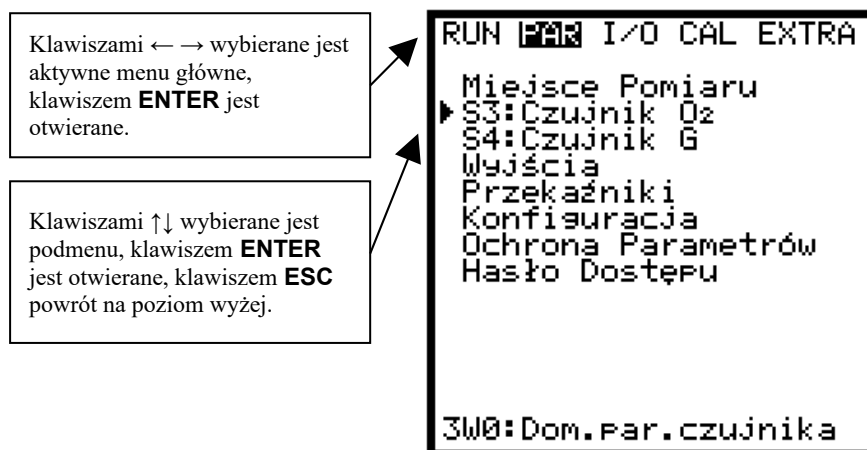 Klawiszami ← → wybierane jest
aktywne menu główne,
klawiszem ENTER jest
otwierane.
Klawiszami ↑↓ wybierane jest
podmenu, klawiszem ENTER
jest otwierane, klawiszem ESC
powrót na poziom wyżej.
RUN PAR I/O CAL EXTRA
Miejsce Pomiaru
S3:Czujnik O₂
S4:Czujnik G
Wyjścia
Przekaźniki
Konfiguracja
Ochrona Parametrów
Hasło Dostępu
3W0:Dom.par.czujnika